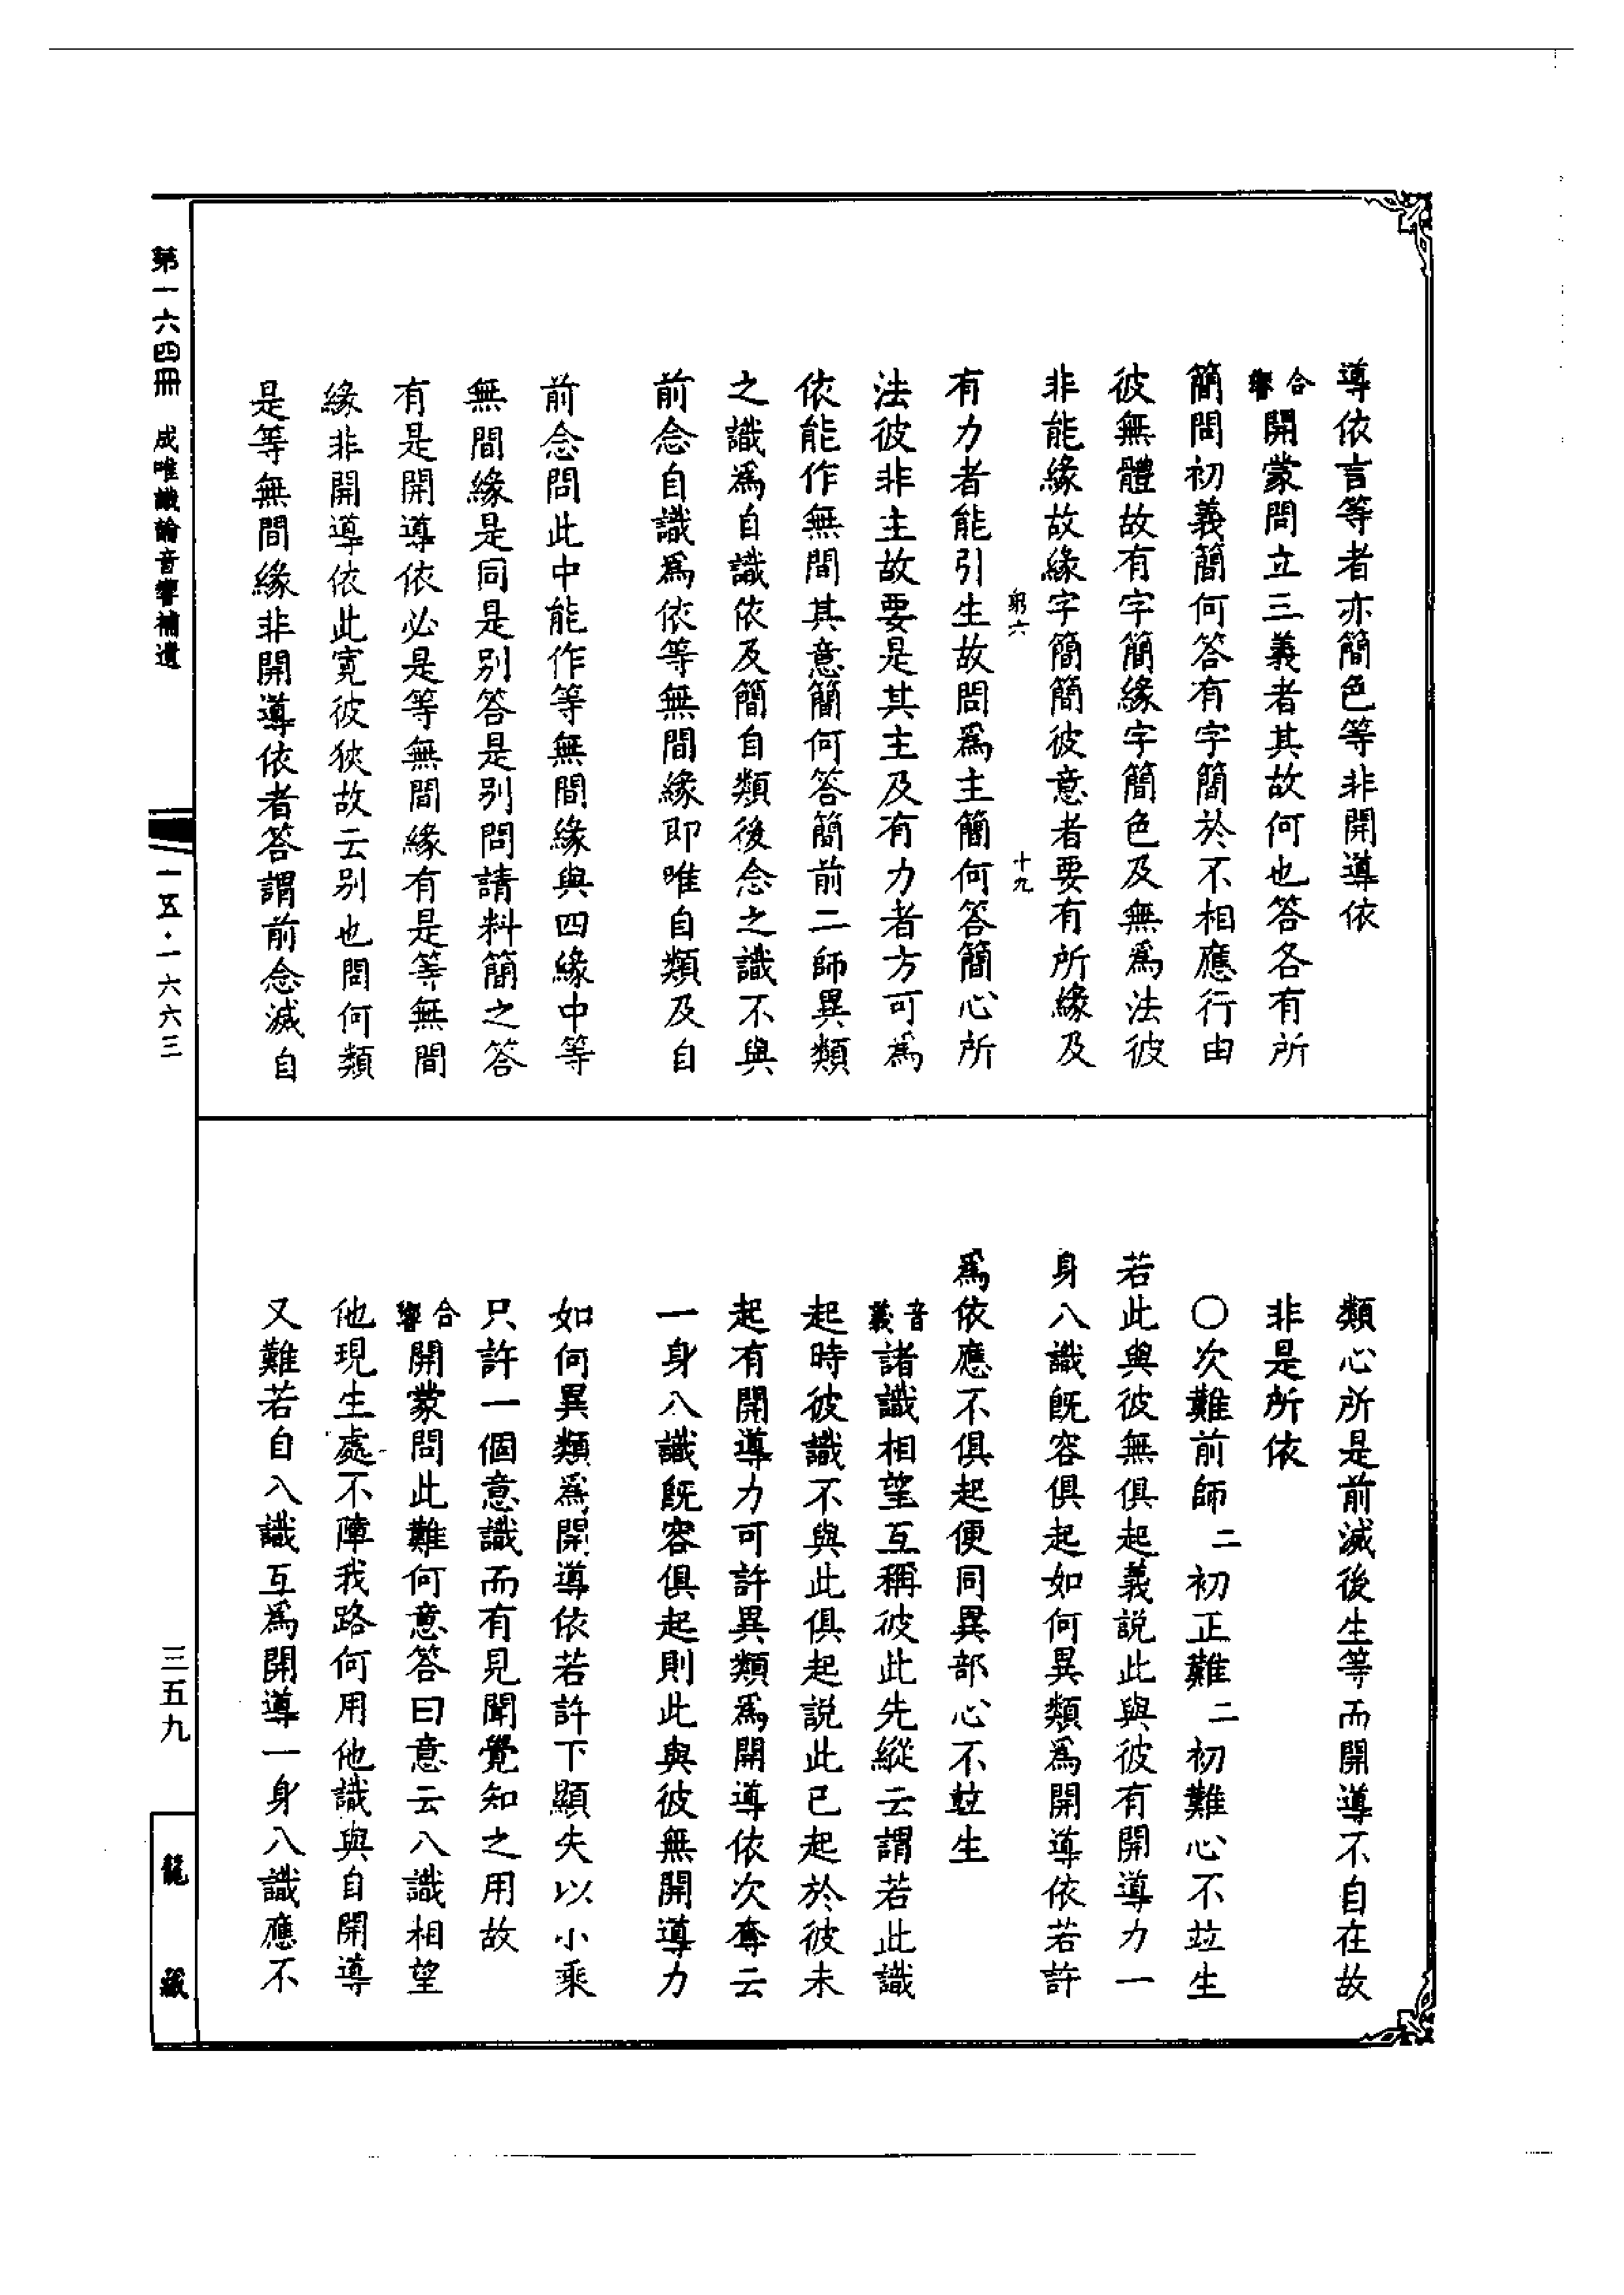 導依言等者亦簡色等非開導依
合響開蒙問立三義者其故何也答各有所
簡問初義簡何答有字簡於不相應行由
彼無體故有字簡緣字簡色及無爲法彼
非能緣故緣字簡簡彼意者要有所緣及
躬六 十九
有力者能引生故問爲主簡何答簡心所
法彼非主故要是其主及有力者方可爲
依能作無間其意簡何答簡前二師異類
之識爲自識依及簡自類後念之識不與
前念自識爲依等無間緣即唯自類及自
前念問此中能作等無間緣與四緣中等
無間緣是同是別答是別問請料簡之答
有是開導依必是等無間緣有是等無間
緣非開導依此寬彼狹故云別也問何類
是等無間緣非開導依者答謂前念滅自
類心所是前滅後生等而開導不自在故
非是所依
〇次難前師二初正難二初難心不竝生
若此與彼無俱起義說此與彼有開導力一
身八識旣容俱起如何異類爲開導依若許
爲依應不俱起便同異部心不竝生
音義諸識相望互稱彼此先縱云謂若此識
起時彼識不與此俱起說此已起於彼未
起有開導力可許異類爲開導依次奪云
一身八識旣容俱起則此與彼無開導力
如何異類爲開導依若許下顯失以小乘
只許一個意識而有見聞覺知之用故
合響開蒙問此難何意答曰意云八識相望
他現生處不障我路何用他識與自開導
又難若自八識互爲開導一身八識應不
第一六四冊 成唯識論音響補遺
一五·一六六三
三五九
龍藏